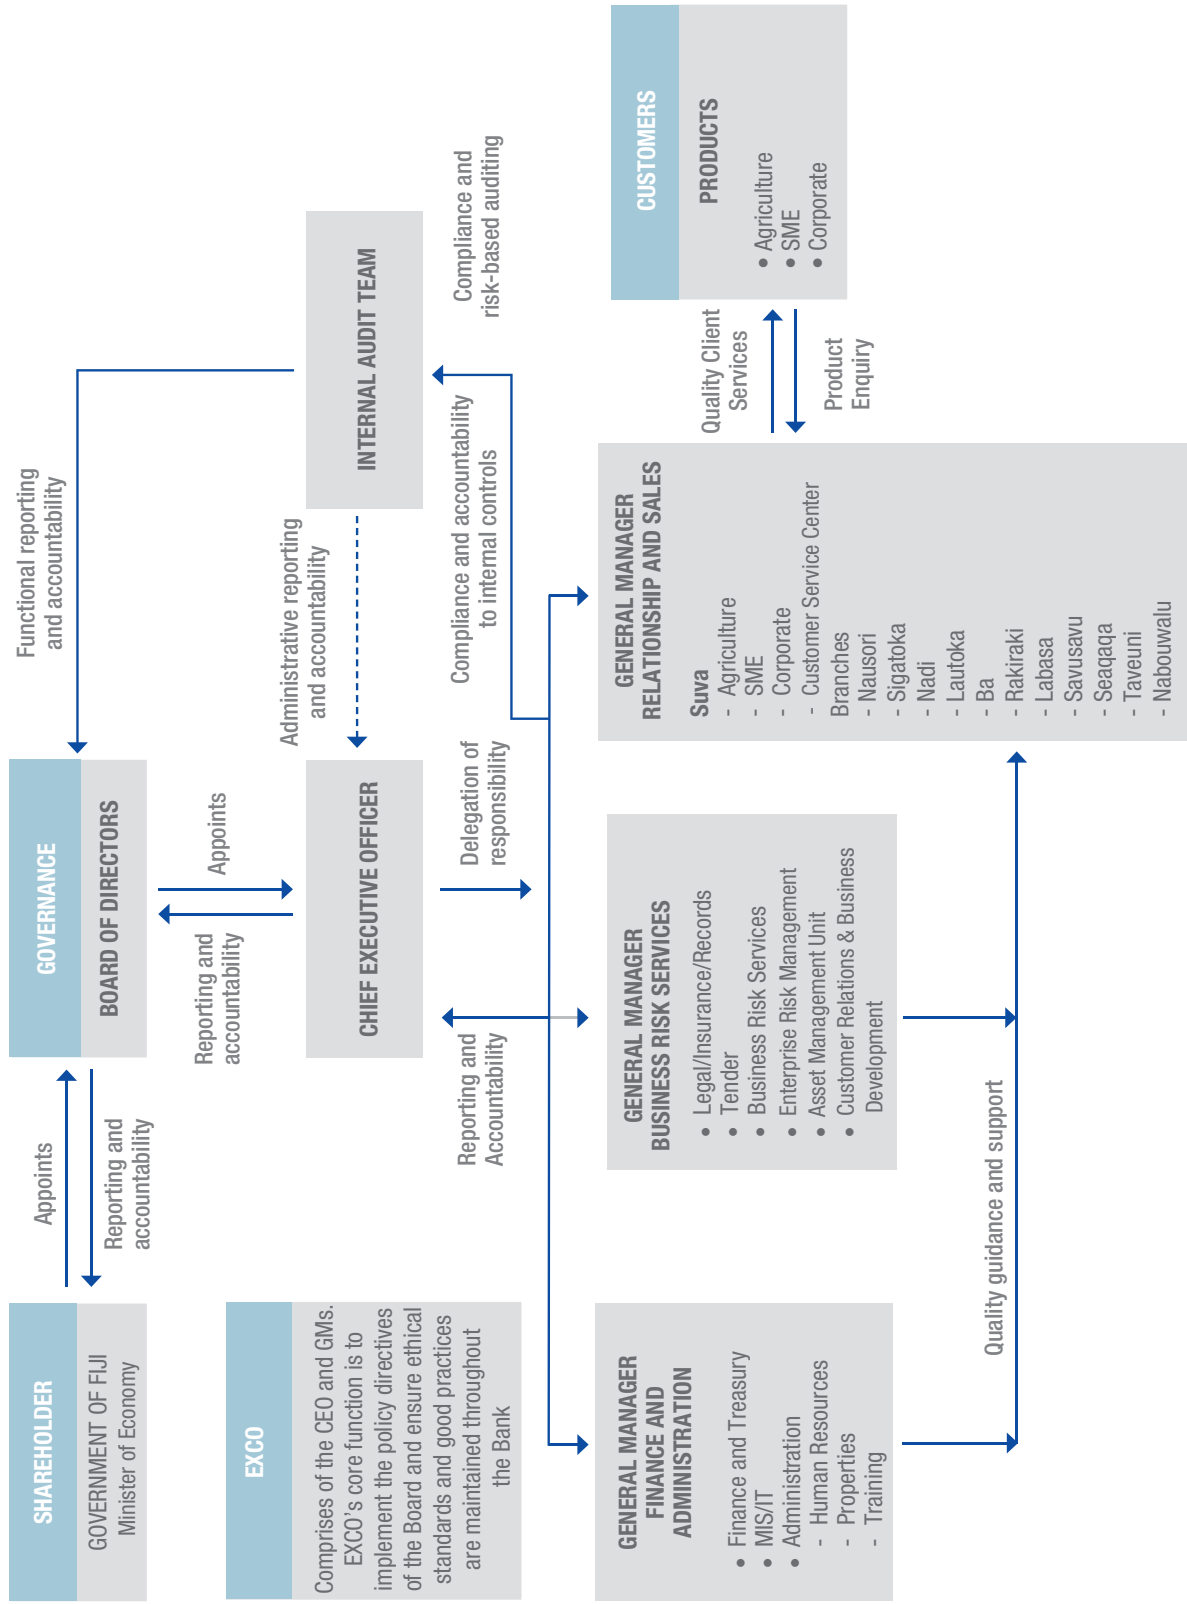 SHAREHOLDER
GOVERNMENT OF FIJI
Minister of Economy
Appoints
Reporting and
accountability
GOVERNANCE
BOARD OF DIRECTORS
Functional reporting
and accountability
Reporting and
accountability
Appoints
EXCO
Comprises of the CEO and GMs.
EXCO's core function is to
implement the policy directives
of the Board and ensure ethical
standards and good practices
are maintained throughout
the Bank
CHIEF EXECUTIVE OFFICER
Administrative reporting
and accountability
INTERNAL AUDIT TEAM
Reporting and
Accountability
Delegation of
responsibility
Compliance and accountability
to internal controls
Compliance and
risk-based auditing
GENERAL MANAGER
FINANCE AND
ADMINISTRATION
• Finance and Treasury
• MIS/IT
• Administration
- Human Resources
- Properties
- Training
GENERAL MANAGER
BUSINESS RISK SERVICES
• Legal/Insurance/Records
• Tender
• Business Risk Services
• Enterprise Risk Management
• Asset Management Unit
• Customer Relations & Business
Development
GENERAL MANAGER
RELATIONSHIP AND SALES
Suva
- Agriculture
- SME
- Corporate
- Customer Service Center
Branches
- Nausori
- Sigatoka
- Nadi
- Lautoka
- Ba
- Rakiraki
- Labasa
- Savusavu
- Seaqaqa
- Taveuni
- Nabouwalu
Quality Client
Services
Product
Enquiry
CUSTOMERS
PRODUCTS
• Agriculture
• SME
• Corporate
Quality guidance and support